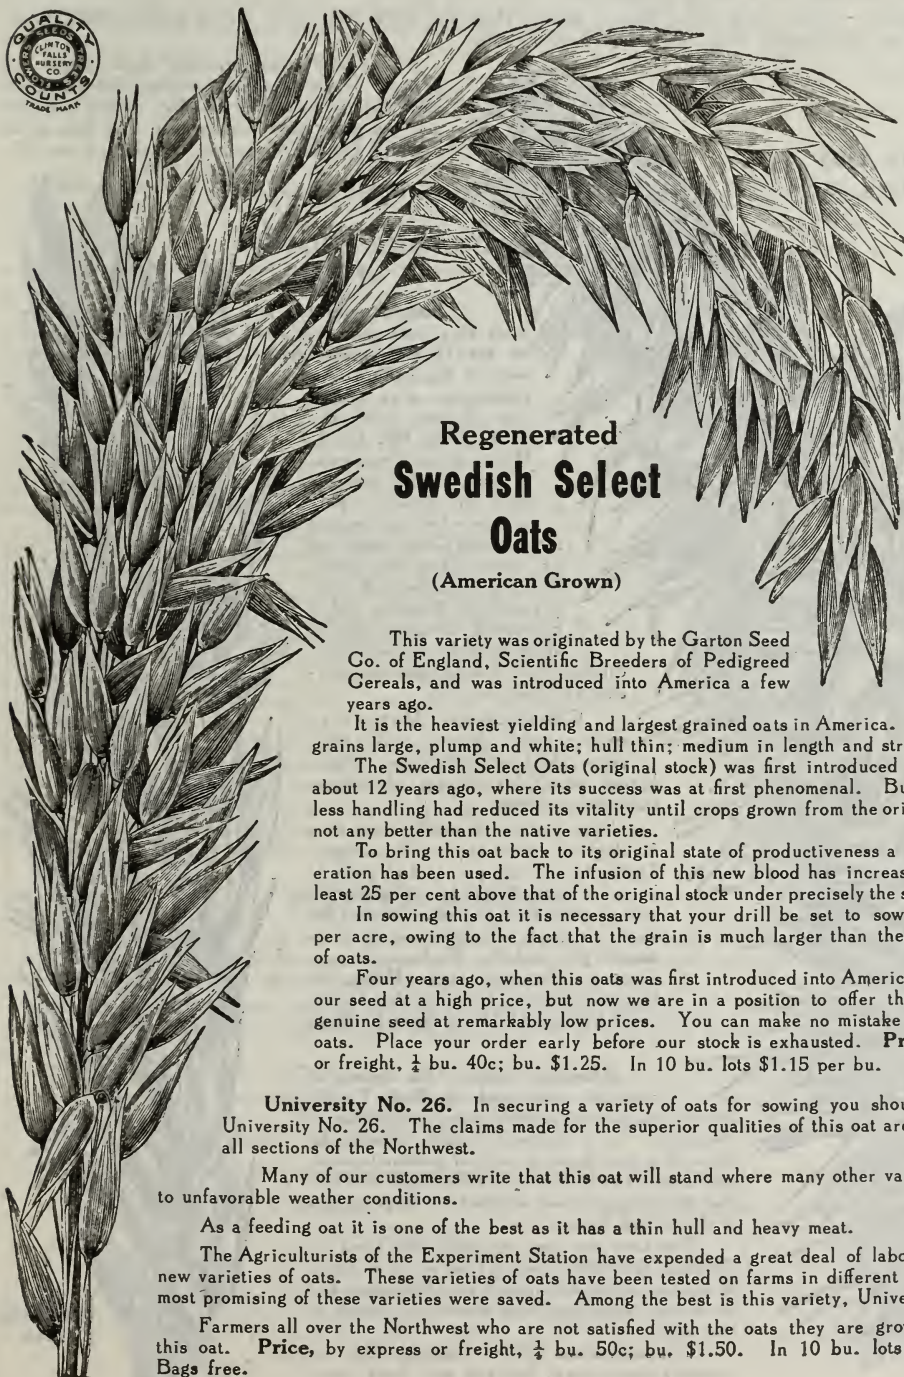 QUALITY
SEEDS TREES FLOWERS
CLINTON
FALLS
NURSERY
CO
COUNTS
TRADE MARK
Regenerated
Swedish Select
Oats
(American Grown)
This variety was originated by the Garton Seed
Co. of England, Scientific Breeders of Pedigreed
Cereals, and was introduced into America a few
years ago.
It is the heaviest yielding and largest grained oats in America.
grains large, plump and white; hull thin; medium in length and str
The Swedish Select Oats (original stock) was first introduced
about 12 years ago, where its success was at first phenomenal. Bu
less handling had reduced its vitality until crops grown from the ori
not any better than the native varieties.
To bring this oat back to its original state of productiveness a
eration has been used. The infusion of this new blood has increas
least 25 per cent above that of the original stock under precisely the s
In sowing this oat it is necessary that your drill be set to sow
per acre, owing to the fact that the grain is much larger than the
of oats.
Four years ago, when this oats was first introduced into Americ
our seed at a high price, but now we are in a position to offer th
genuine seed at remarkably low prices. You can make no mistake
oats. Place your order early before our stock is exhausted. Pr
or freight, ¼ bu. 40c; bu. $1.25. In 10 bu. lots $1.15 per bu.
University No. 26. In securing a variety of oats for sowing you shou
University No. 26. The claims made for the superior qualities of this oat are
all sections of the Northwest.
Many of our customers write that this oat will stand where many other va
to unfavorable weather conditions.
As a feeding oat it is one of the best as it has a thin hull and heavy meat.
The Agriculturists of the Experiment Station have expended a great deal of labo
new varieties of oats. These varieties of oats have been tested on farms in different
most promising of these varieties were saved. Among the best is this variety, Unive
Farmers all over the Northwest who are not satisfied with the oats they are grow
this oat. Price, by express or freight, ¼ bu. 50c; bu. $1.50. In 10 bu. lots
Bags free.